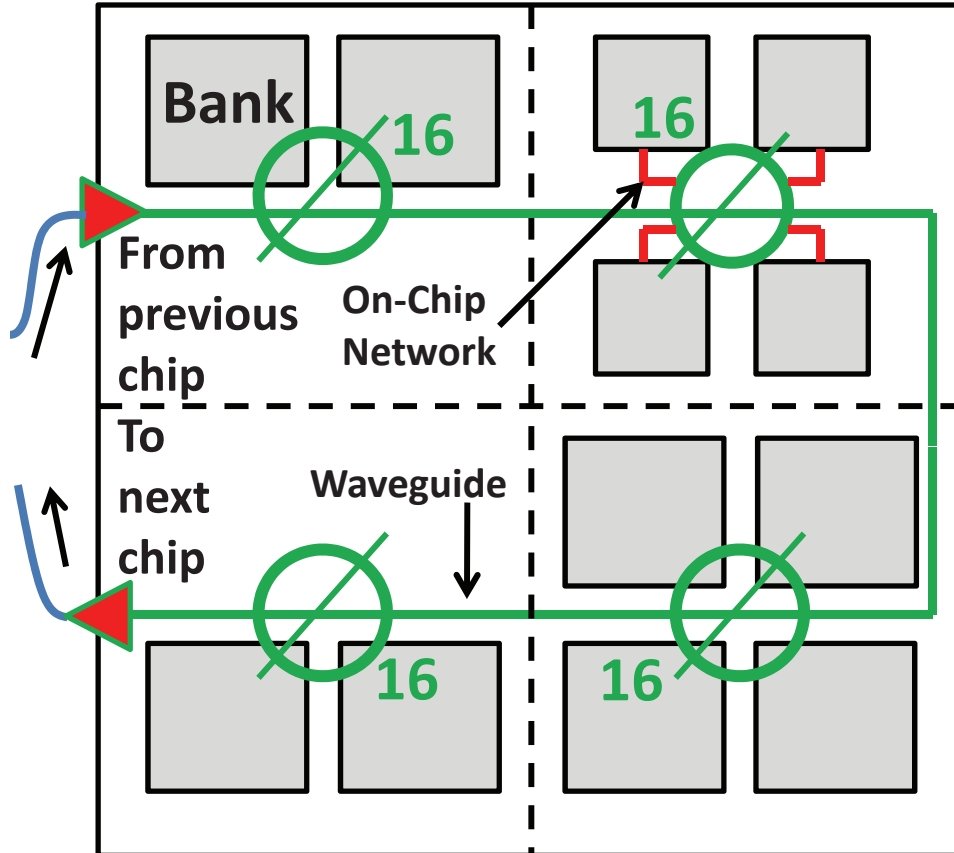 Bank
16
16
From
previous
chip
On-Chip
Network
To
next
chip
Waveguide
16
16